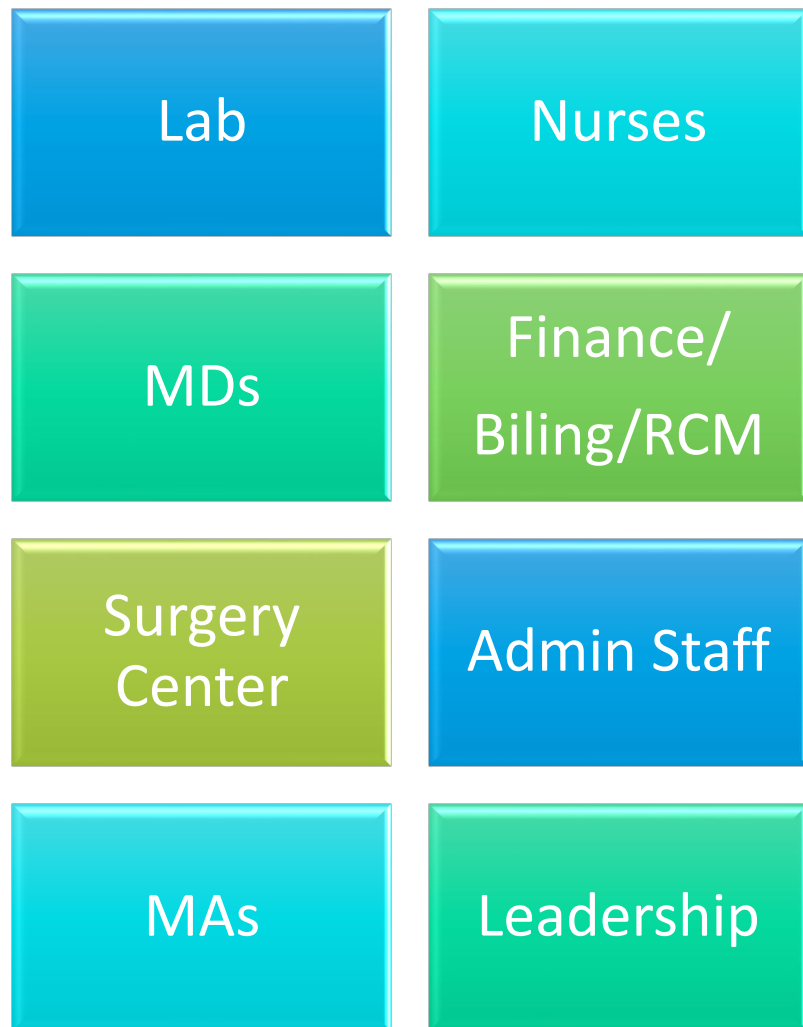 Lab
Nurses
MDs
Finance/
Biling/RCM
Surgery
Center
Admin Staff
MAs
Leadership